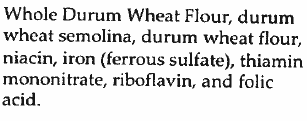 Whole Durum Wheat Flour, durum
wheat semolina, durum wheat flour,
niacin, iron (ferrous sulfate), thiamin
mononitrate, riboflavin, and folic
acid.